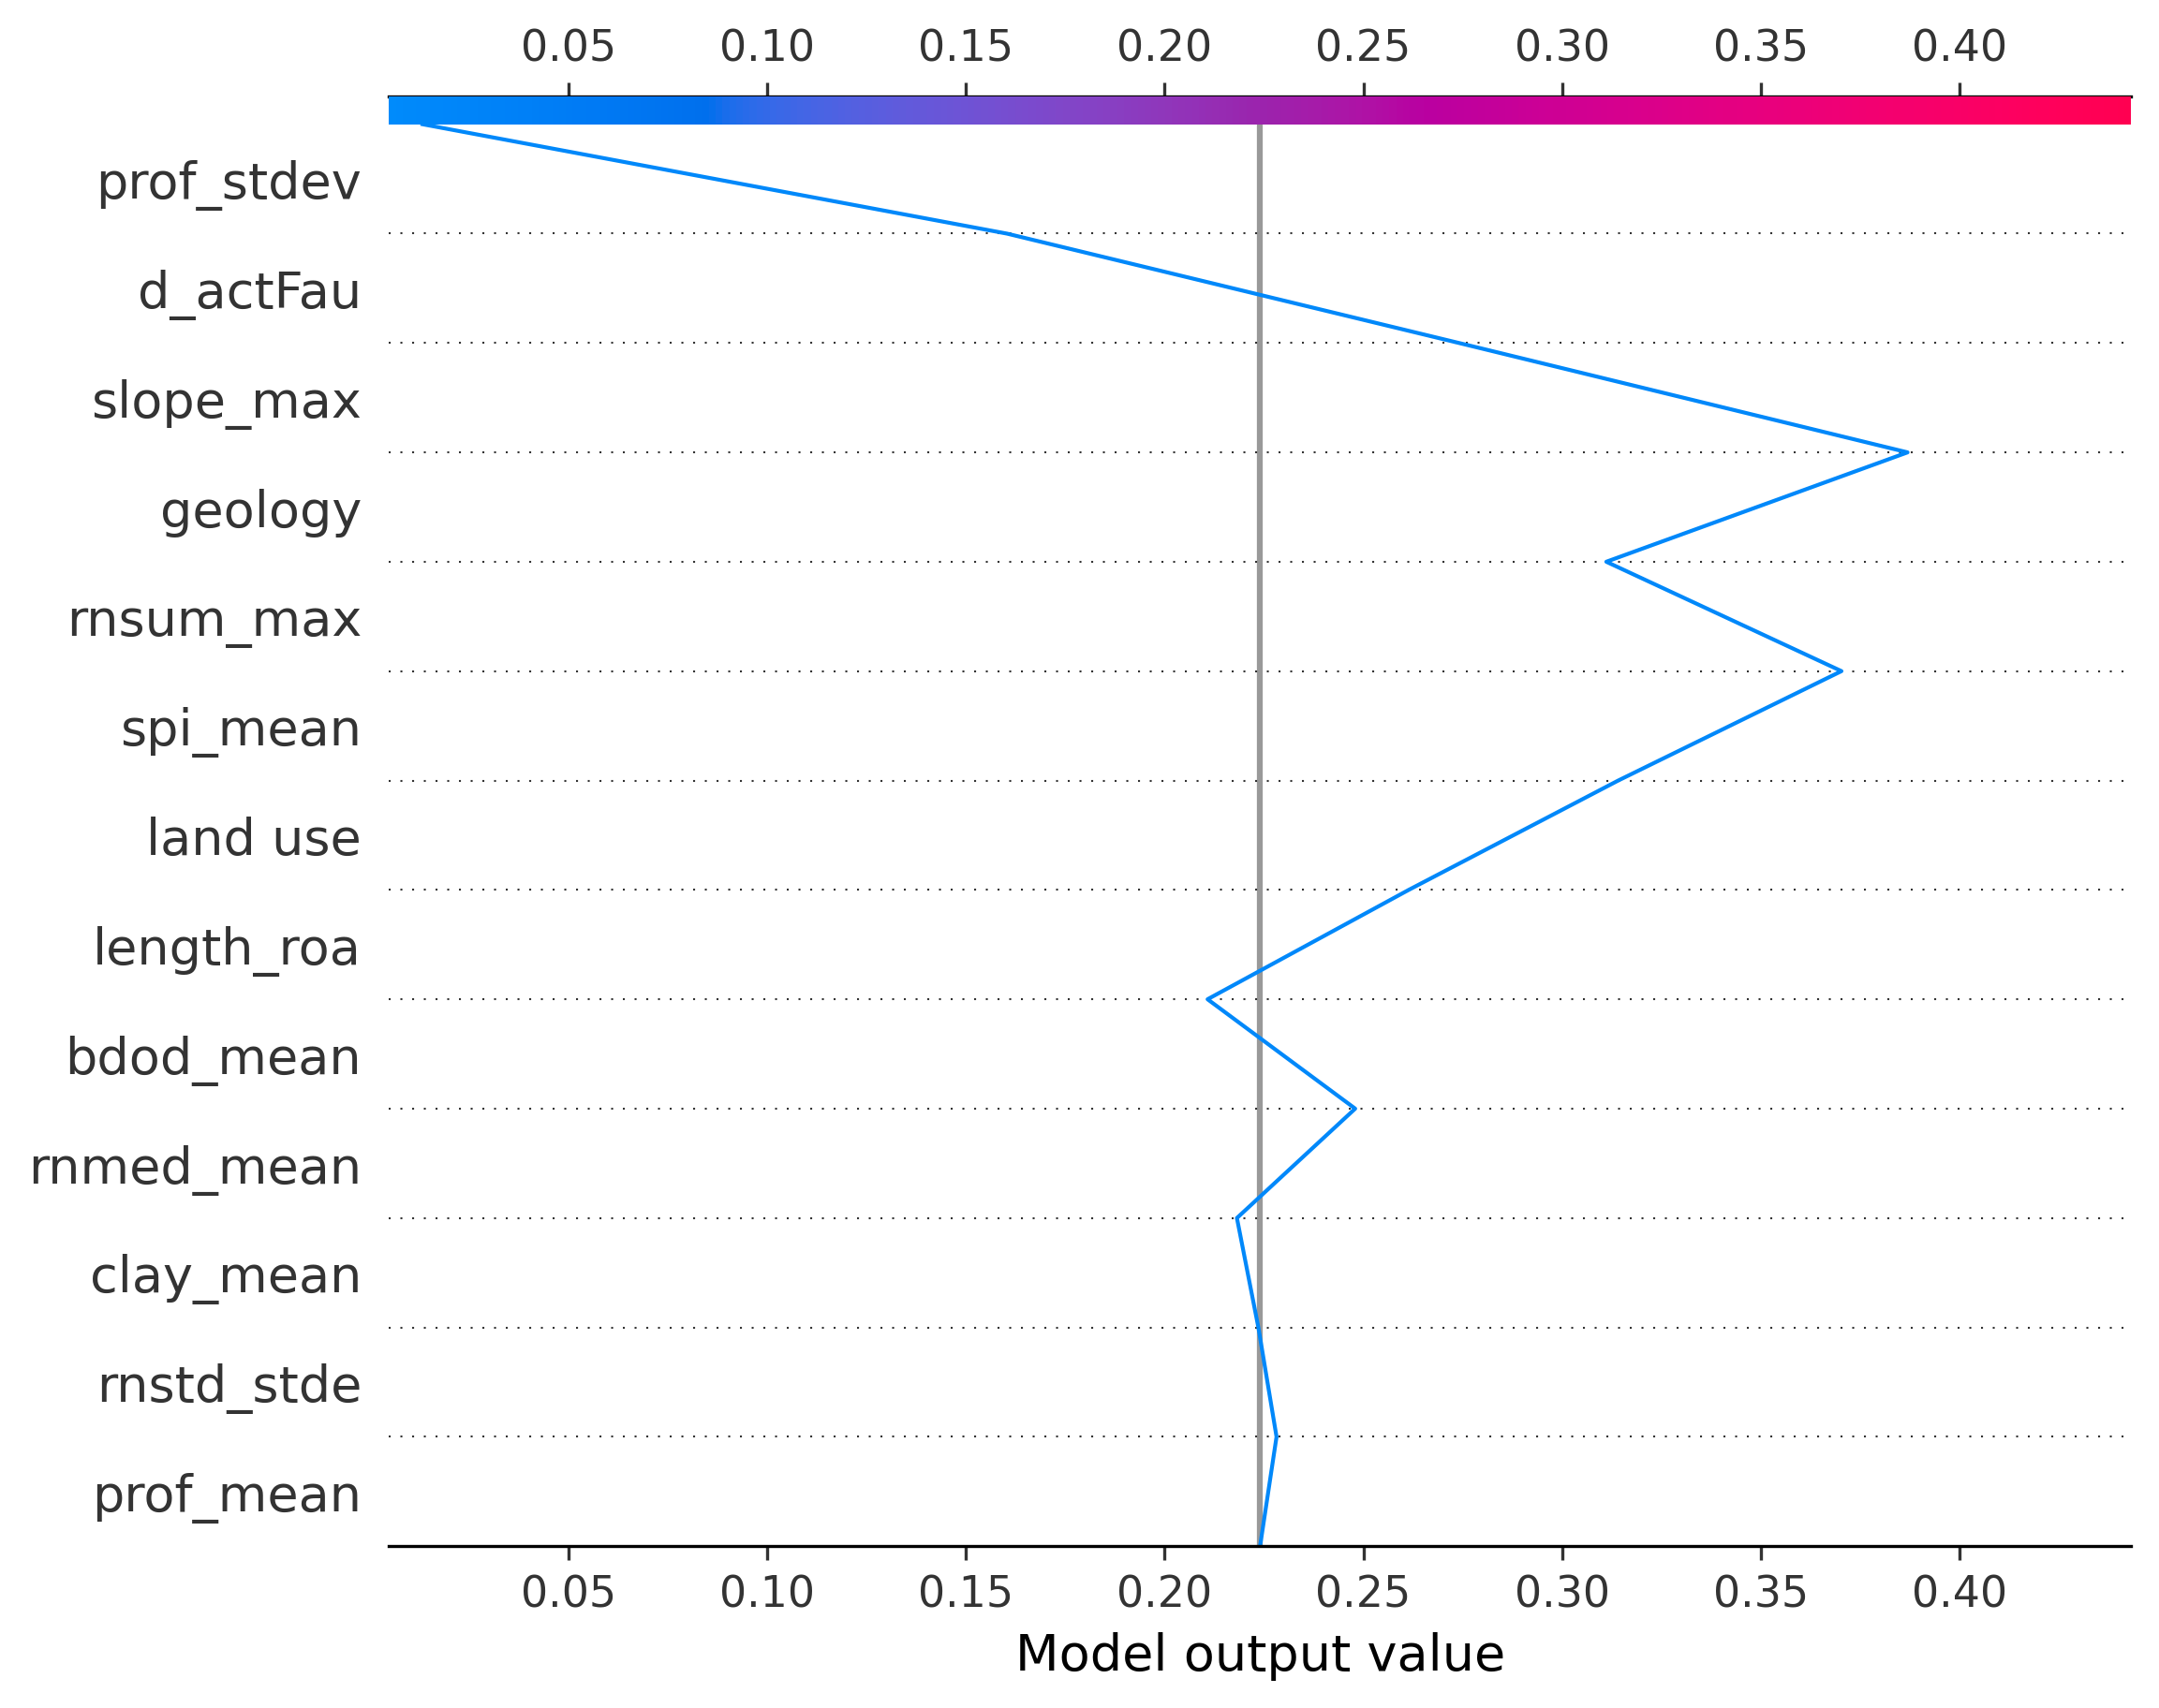 0.05 0.10 0.15 0.20 0.25 0.30 0.35 0.40
prof_stdev
d_actFau
slope_max
geology
rnsum_max
spi_mean
land use
length_roa
bdod_mean
rnmed_mean
clay_mean
rnstd_stde
prof_mean
0.05 0.10 0.15 0.20 0.25 0.30 0.35 0.40
Model output value